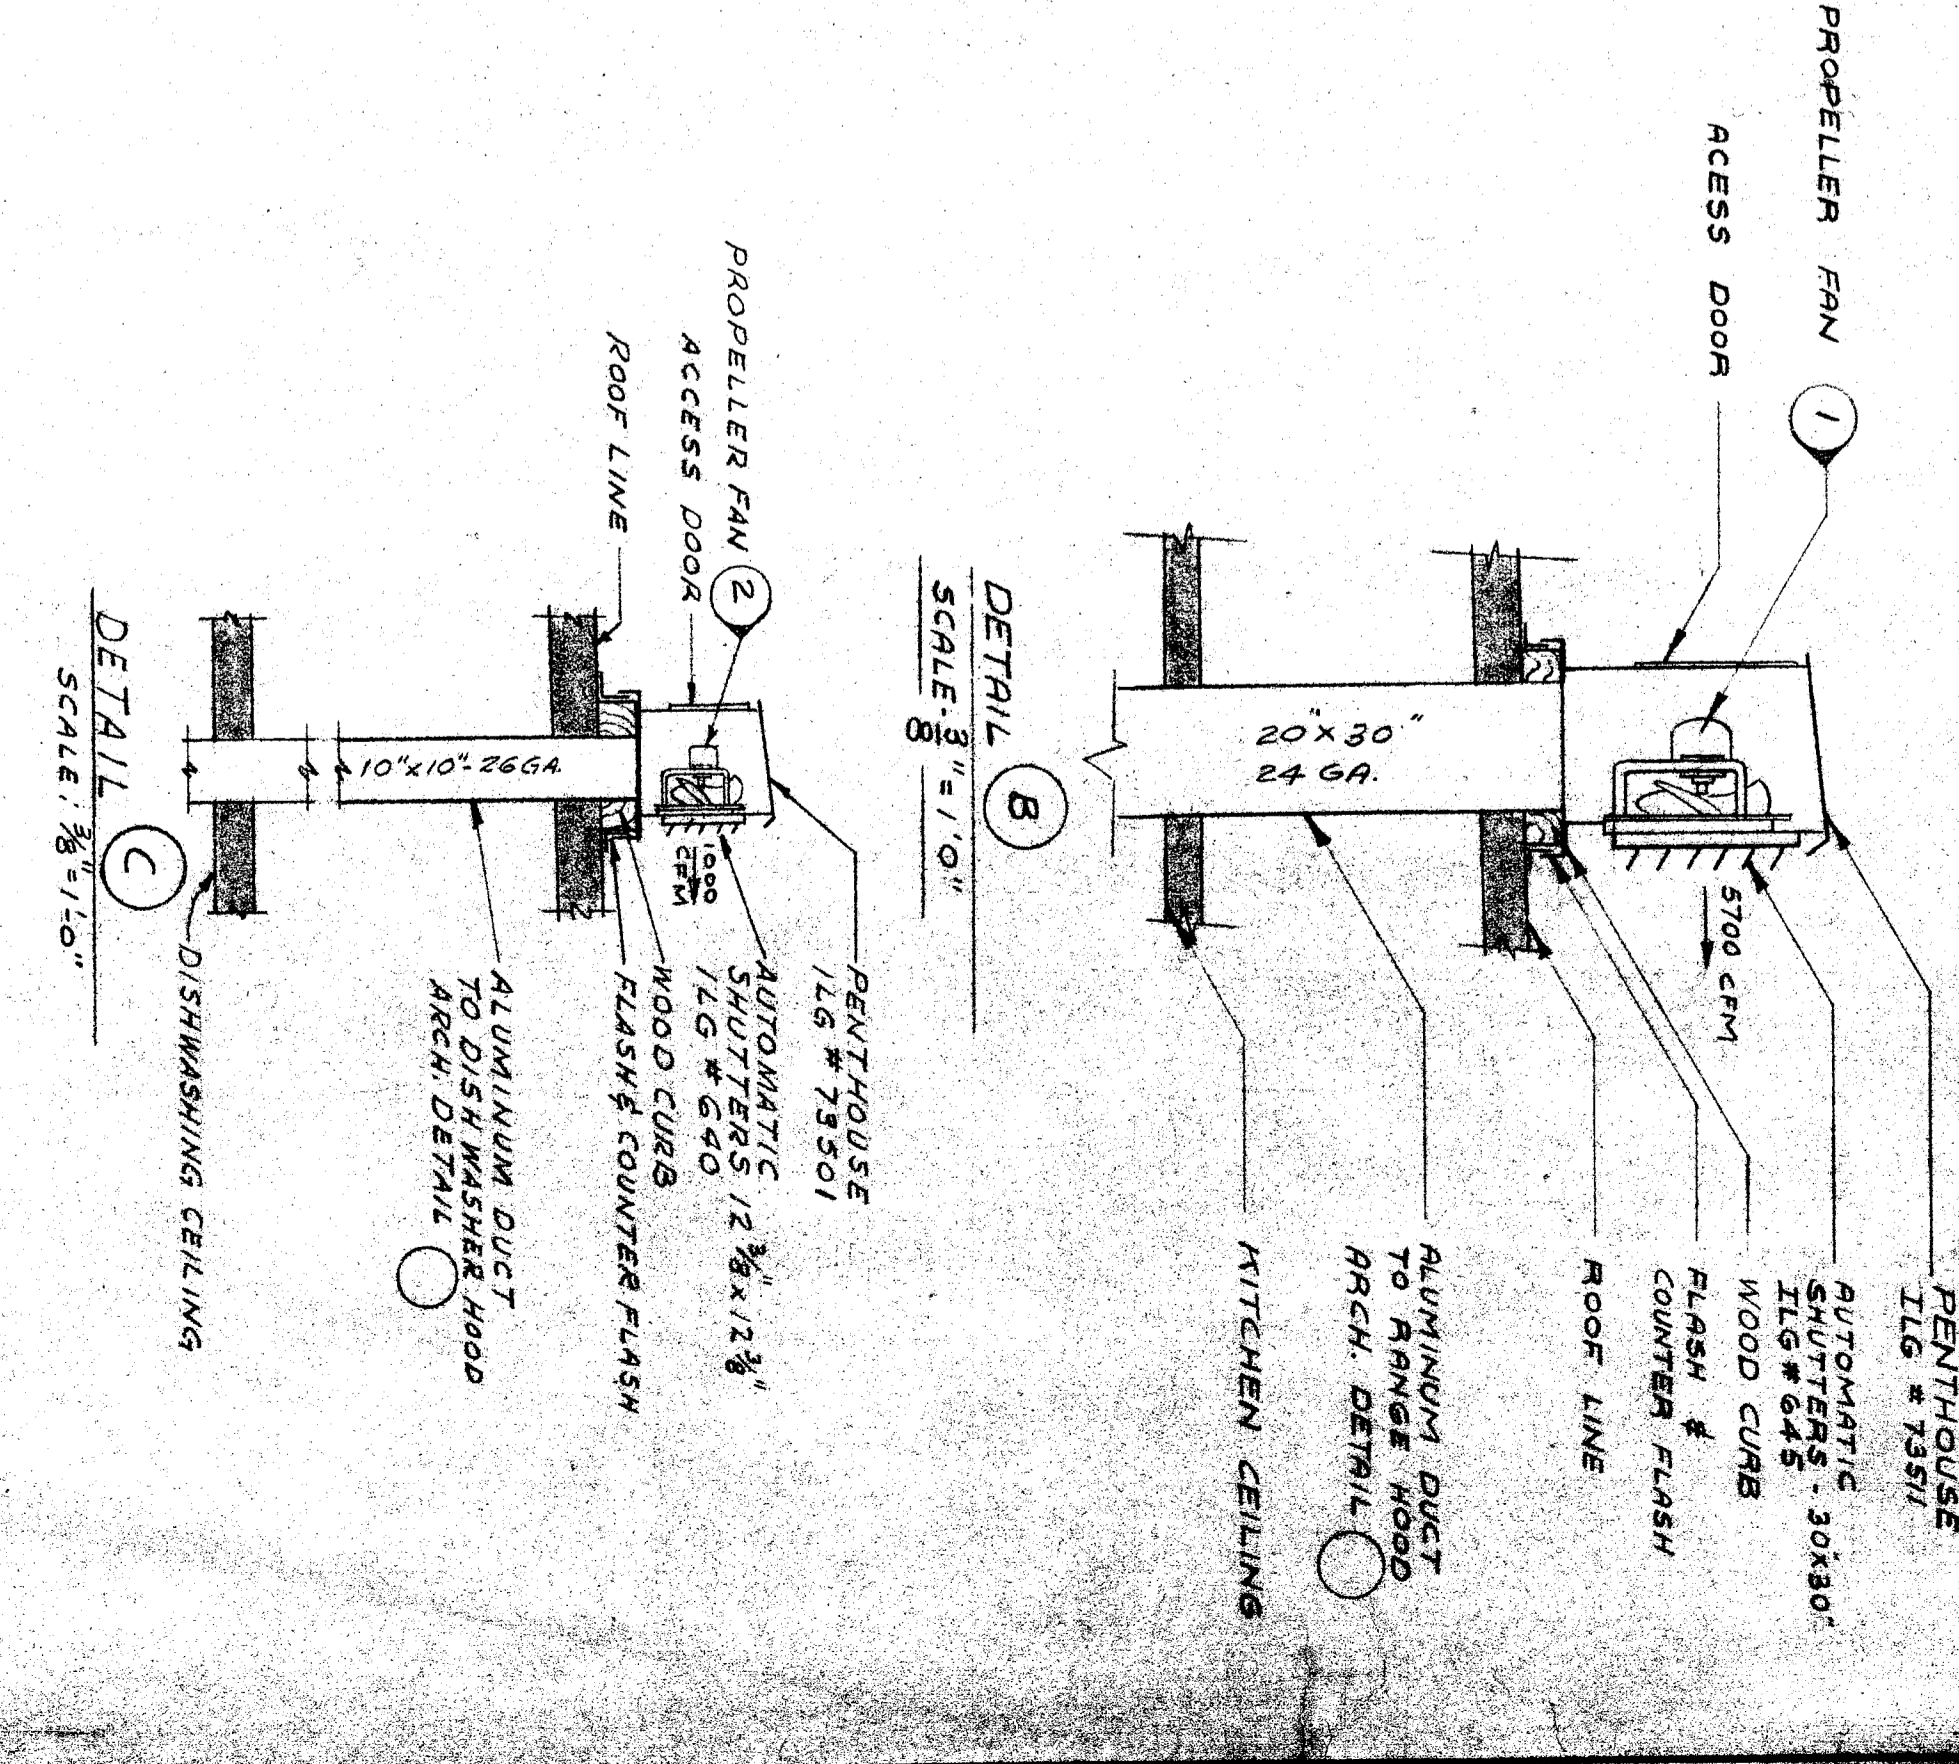 PROPELLER FAN 1
ACESS DOOR
PENTHOUSE
ILG # 73511
AUTOMATIC
SHUTTERS - 30"x30"
ILG # 645
WOOD CURB
FLASH &
COUNTER FLASH
ROOF LINE
ALUMINUM DUCT
TO RANGE HOOD
ARCH. DETAIL
KITCHEN CEILING
5700 CFM
20"x30"
24 GA.
DETAIL B
SCALE - 3/8" = 1'0"
PROPELLER FAN 2
ACCESS DOOR
ROOF LINE
PENTHOUSE
ILG # 73501
AUTOMATIC
SHUTTERS 12 3/8" x 12 3/8"
ILG # 640
WOOD CURB
FLASH & COUNTER FLASH
ALUMINUM DUCT
TO DISHWASHER HOOD
ARCH. DETAIL
DISHWASHING CEILING
1000
CFM
10"x10"-26GA.
DETAIL C
SCALE: 3/8" = 1'-0"